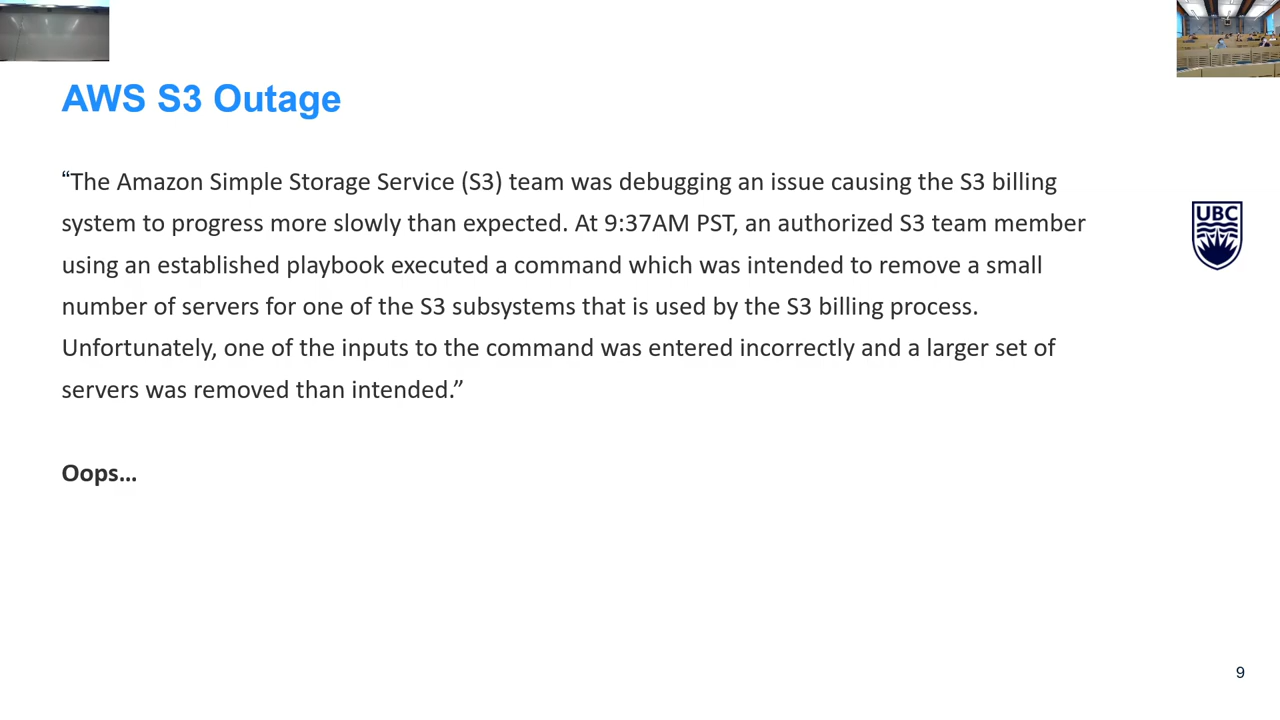 AWS S3 Outage
“The Amazon Simple Storage Service (S3) team was debugging an issue causing the S3 billing
system to progress more slowly than expected. At 9:37AM PST, an authorized S3 team member
using an established playbook executed a command which was intended to remove a small
number of servers for one of the S3 subsystems that is used by the S3 billing process.
Unfortunately, one of the inputs to the command was entered incorrectly and a larger set of
servers was removed than intended.”
Oops…
UBC
9